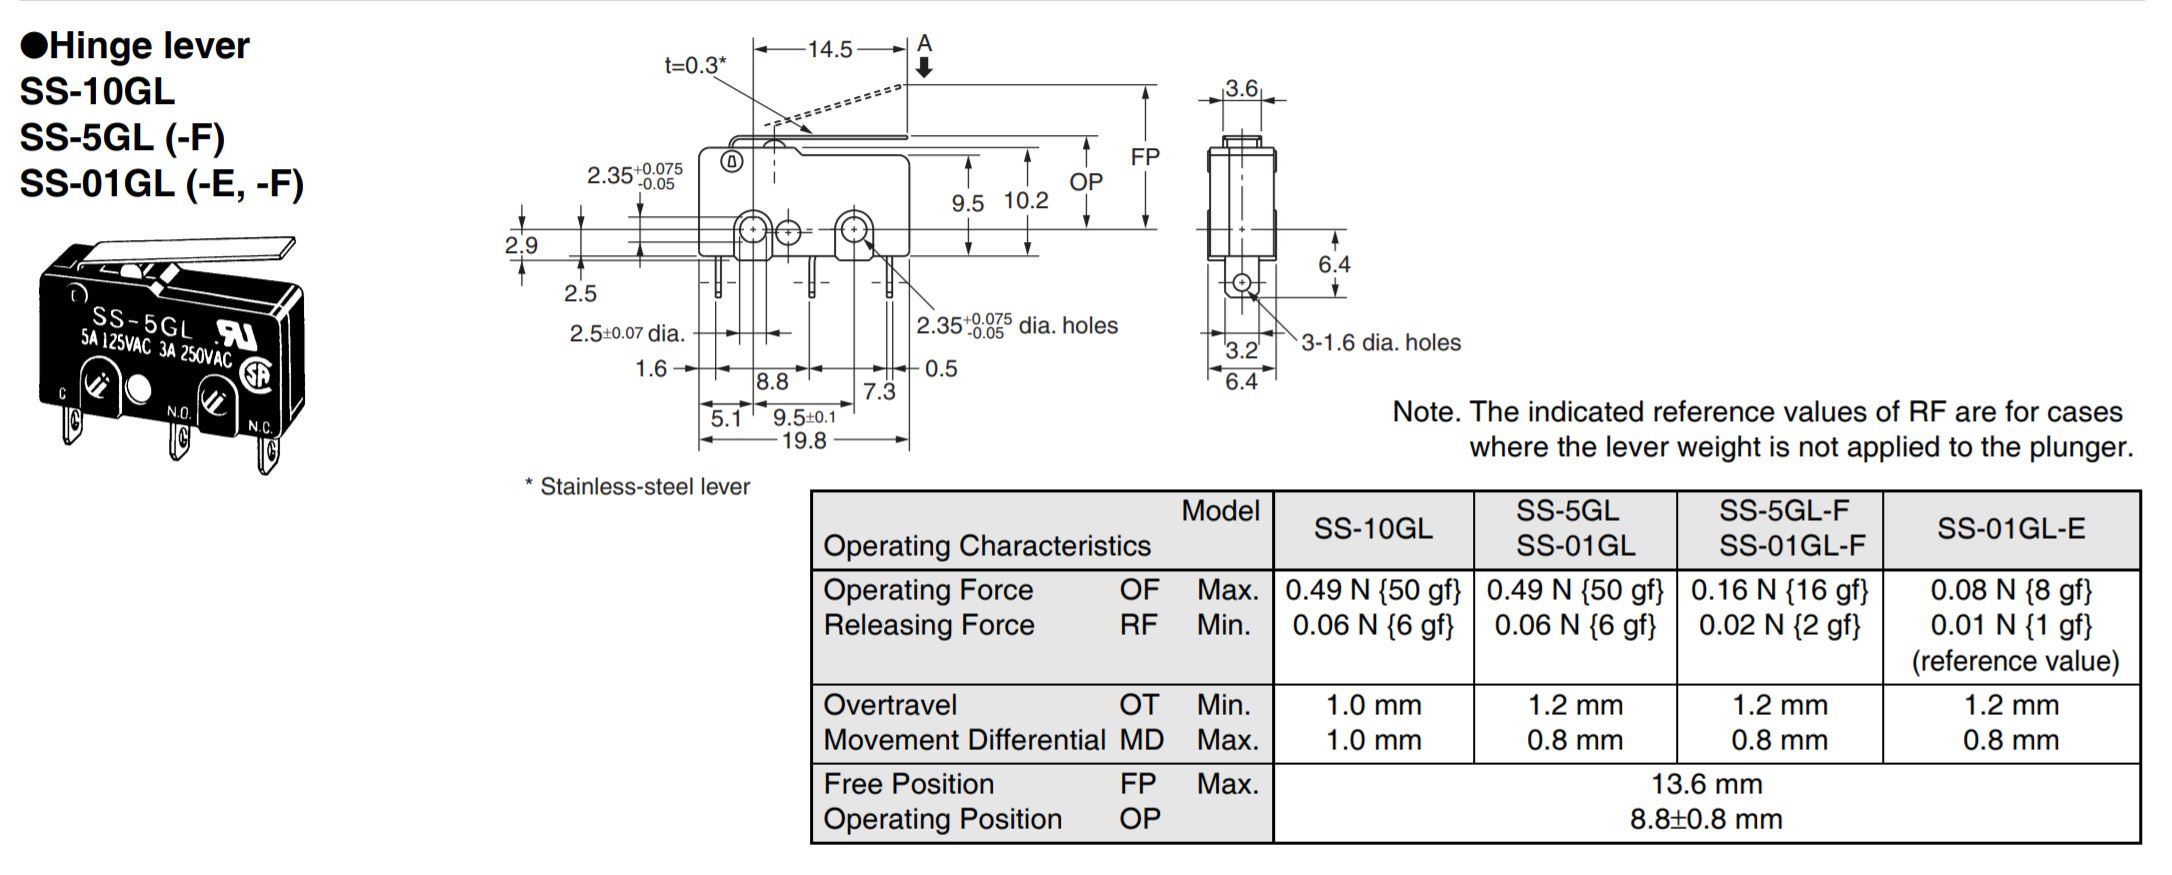 ●Hinge lever
SS-10GL
SS-5GL (-F)
SS-01GL (-E, -F)
SS-5GL
5A 125VAC 3A 250VAC
C
N.O.
N.C.
14.5
A
t=0.3*
2.35+0.075
-0.05
2.9
2.5
2.5±0.07 dia.
1.6
8.8
7.3
0.5
5.1
9.5±0.1
19.8
9.5
10.2
OP
FP
2.35+0.075
-0.05 dia. holes
3.6
6.4
3.2
6.4
3-1.6 dia. holes
* Stainless-steel lever
Note. The indicated reference values of RF are for cases
where the lever weight is not applied to the plunger.
Model
Operating Characteristics
SS-10GL
SS-5GL
SS-01GL
SS-5GL-F
SS-01GL-F
SS-01GL-E
Operating Force OF Max. 0.49 N {50 gf} 0.49 N {50 gf} 0.16 N {16 gf} 0.08 N {8 gf}
Releasing Force RF Min. 0.06 N {6 gf} 0.06 N {6 gf} 0.02 N {2 gf} 0.01 N {1 gf}
(reference value)
Overtravel OT Min. 1.0 mm 1.2 mm 1.2 mm 1.2 mm
Movement Differential MD Max. 1.0 mm 0.8 mm 0.8 mm 0.8 mm
Free Position FP Max. 13.6 mm
Operating Position OP 8.8±0.8 mm